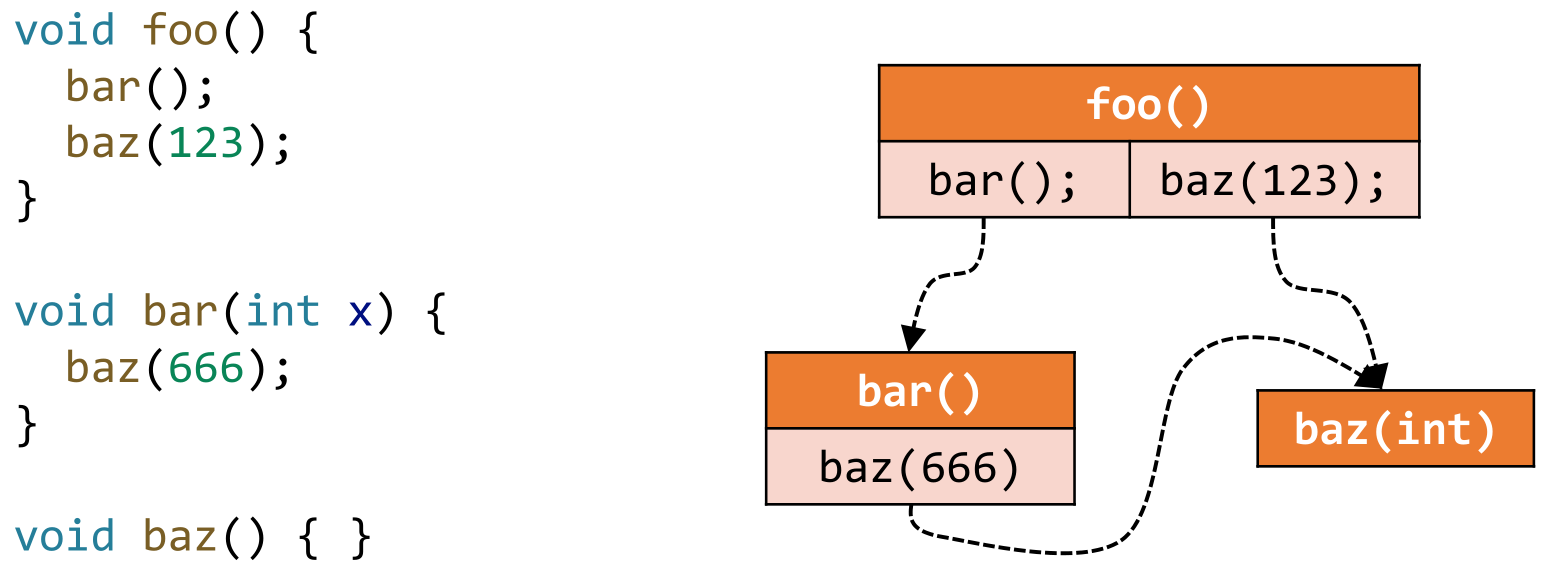 void foo() {
  bar();
  baz(123);
}
void bar(int x) {
  baz(666);
}
void baz() { }
foo()
bar();
baz(123);
bar()
baz(666)
baz(int)